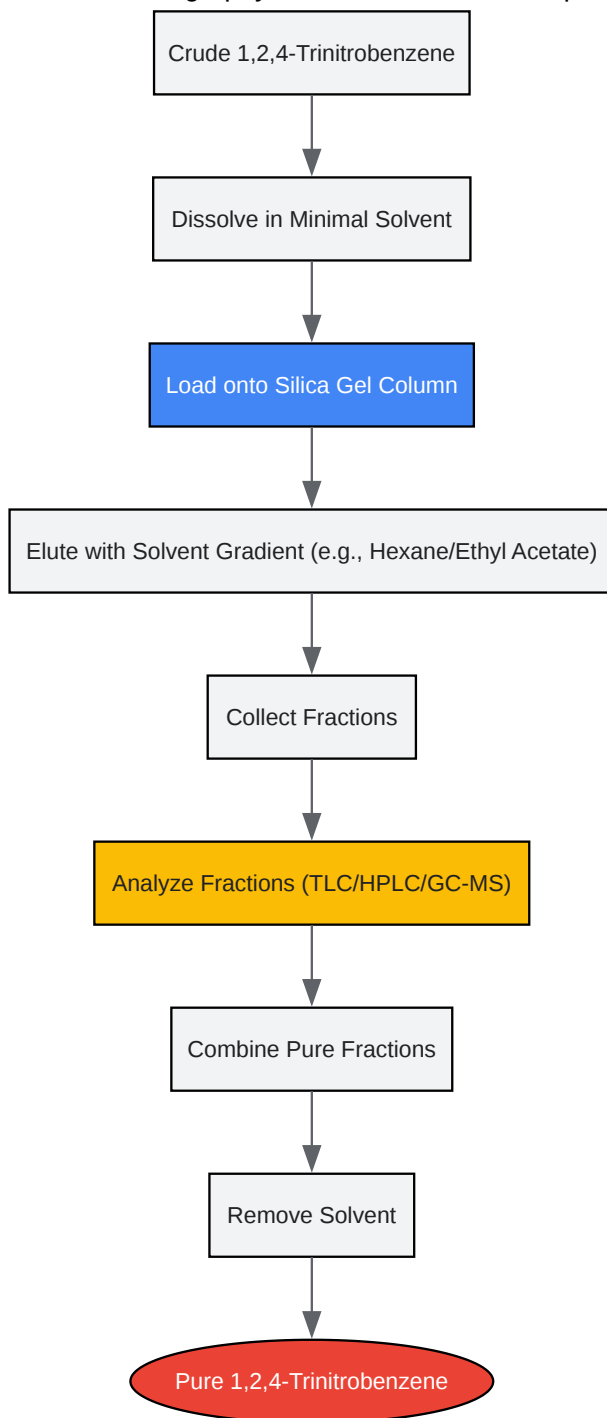 Crude 1,2,4-Trinitrobenzene
Dissolve in Minimal Solvent
Load onto Silica Gel Column
Elute with Solvent Gradient (e.g., Hexane/Ethyl Acetate)
Collect Fractions
Analyze Fractions (TLC/HPLC/GC-MS)
Combine Pure Fractions
Remove Solvent
Pure 1,2,4-Trinitrobenzene